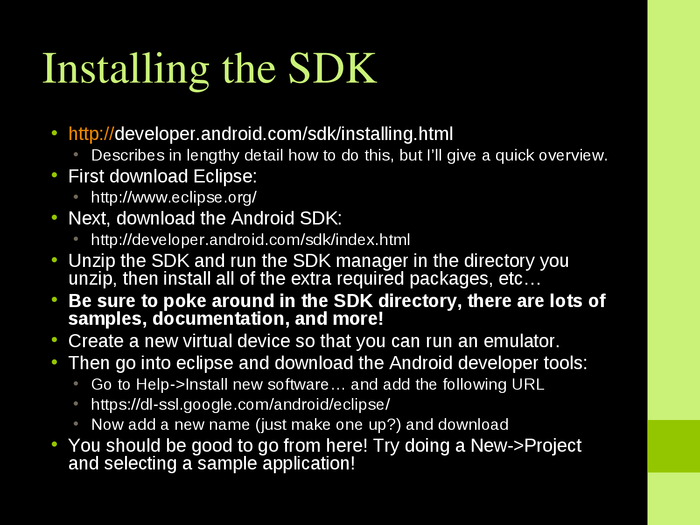 Installing the SDK
• http://developer.android.com/sdk/installing.html
• Describes in lengthy detail how to do this, but I'll give a quick overview.
• First download Eclipse:
• http://www.eclipse.org/
• Next, download the Android SDK:
• http://developer.android.com/sdk/index.html
• Unzip the SDK and run the SDK manager in the directory you
unzip, then install all of the extra required packages, etc…
• Be sure to poke around in the SDK directory, there are lots of
samples, documentation, and more!
• Create a new virtual device so that you can run an emulator.
• Then go into eclipse and download the Android developer tools:
• Go to Help->Install new software… and add the following URL
• https://dl-ssl.google.com/android/eclipse/
• Now add a new name (just make one up?) and download
• You should be good to go from here! Try doing a New->Project
and selecting a sample application!